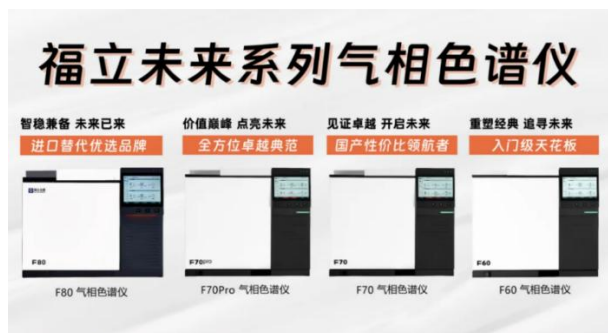 福立未来系列气相色谱仪
智稳兼备 未来已来
进口替代优选品牌
F80
F80 气相色谱仪
价值巅峰 点亮未来
全方位卓越典范
F70PRO
F70Pro 气相色谱仪
见证卓越 开启未来
国产性价比领航者
F70
F70 气相色谱仪
重塑经典 追寻未来
入门级天花板
F60
F60 气相色谱仪